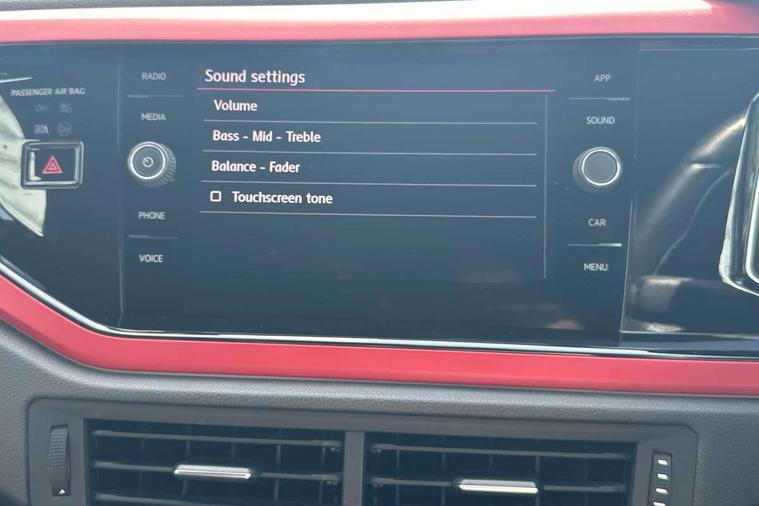 RADIO
Sound settings
APP
PASSENGER AIR BAG
OFF
Volume
MEDIA
SOUND
Bass - Mid - Treble
Balance - Fader
Touchscreen tone
PHONE
CAR
VOICE
MENU